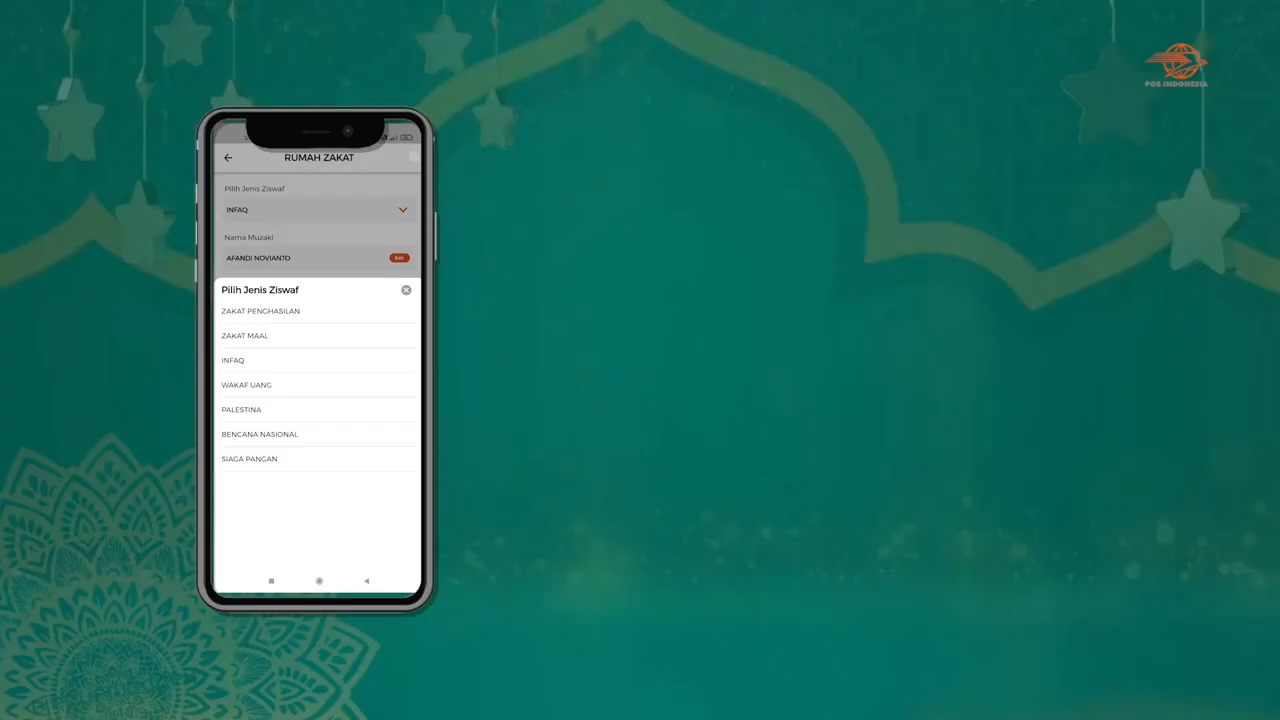 POS INDONESIA
RUMAH ZAKAT
Pilih Jenis Ziswaf
INFAQ
Nama Muzaki
AFANDI NOVIANTO
Edit
Pilih Jenis Ziswaf
ZAKAT PENGHASILAN
ZAKAT MAAL
INFAQ
WAKAF UANG
PALESTINA
BENCANA NASIONAL
SIAGA PANGAN